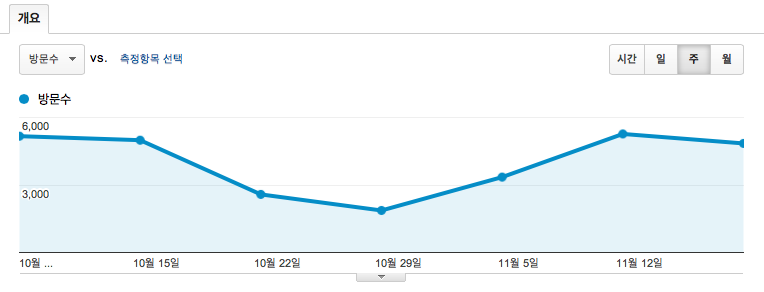 개요
방문수 vs. 측정항목 선택 시간 일 주 월
방문수
6,000
3,000
10월 ... 10월 15일 10월 22일 10월 29일 11월 5일 11월 12일